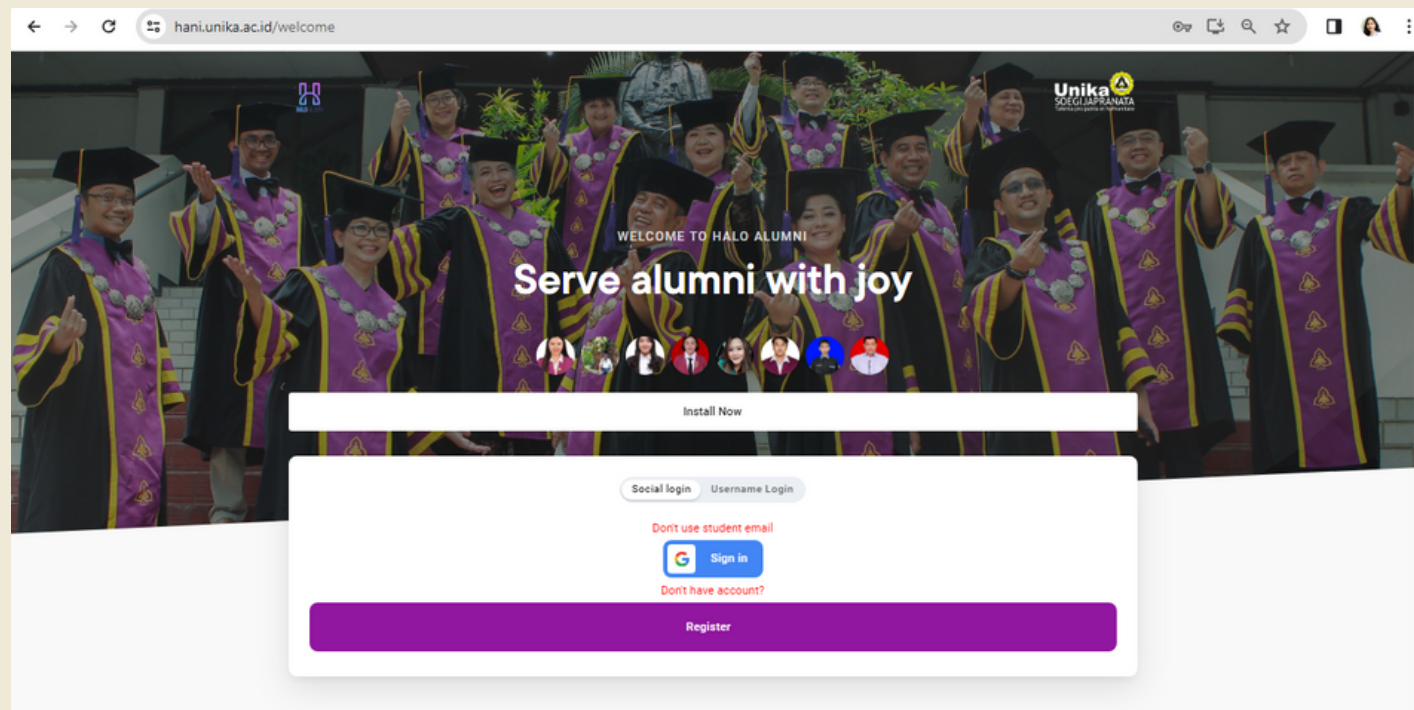 hani.unika.ac.id/welcome
Unika
SOEGIJAPRANATA
WELCOME TO HALO ALUMNI
Serve alumni with joy
Install Now
Social login Username Login
Don't use student email
Sign in
Don't have account?
Register